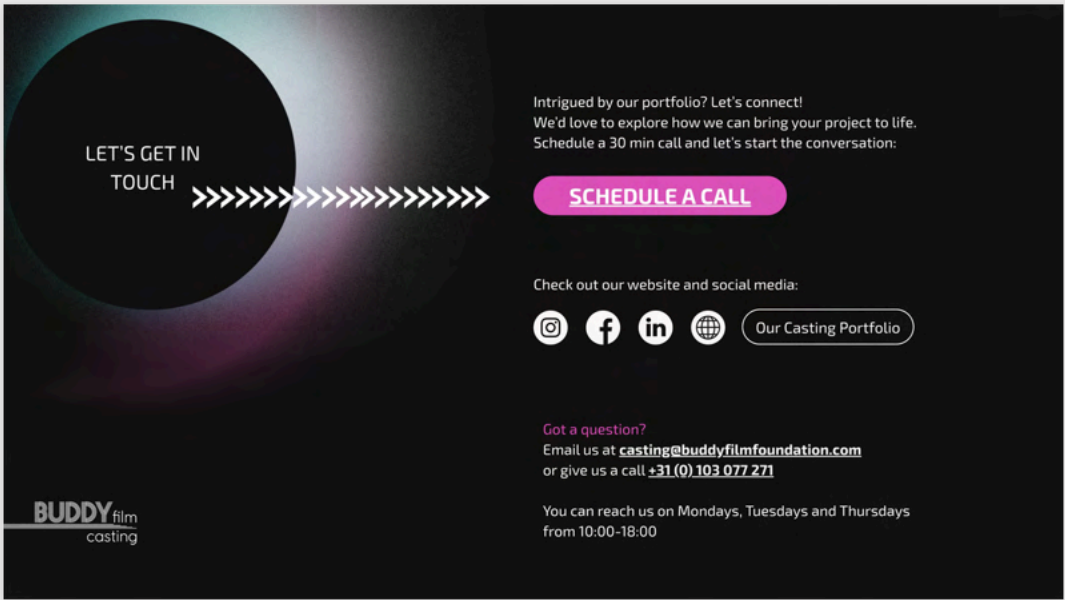 LET'S GET IN
TOUCH
Intrigued by our portfolio? Let's connect!
We'd love to explore how we can bring your project to life.
Schedule a 30 min call and let's start the conversation:
SCHEDULE A CALL
Check out our website and social media:
in
Our Casting Portfolio
Got a question?
Email us at casting@buddyfilmfoundation.com
or give us a call +31 (0) 103 077 271
You can reach us on Mondays, Tuesdays and Thursdays
from 10:00-18:00
BUDDY film
casting